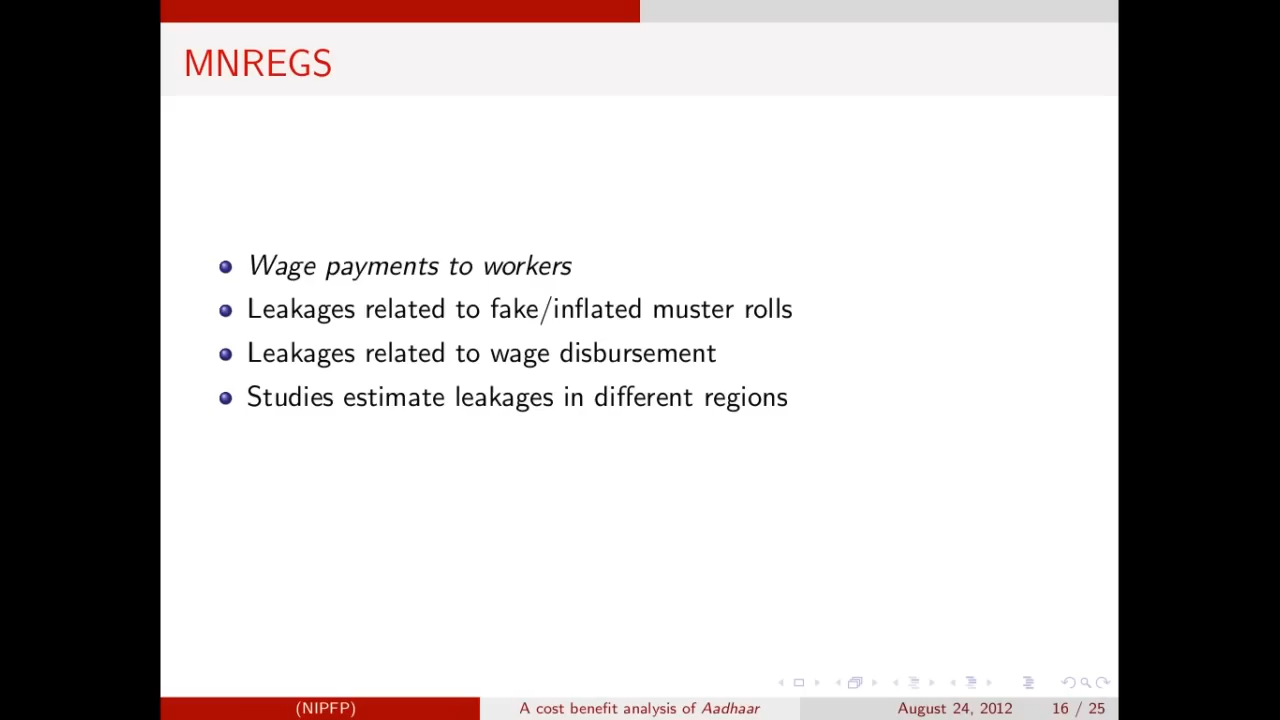 MNREGS
Wage payments to workers
Leakages related to fake/inflated muster rolls
Leakages related to wage disbursement
Studies estimate leakages in different regions
(NIPFP)
A cost benefit analysis of Aadhaar
August 24, 2012
16 / 25